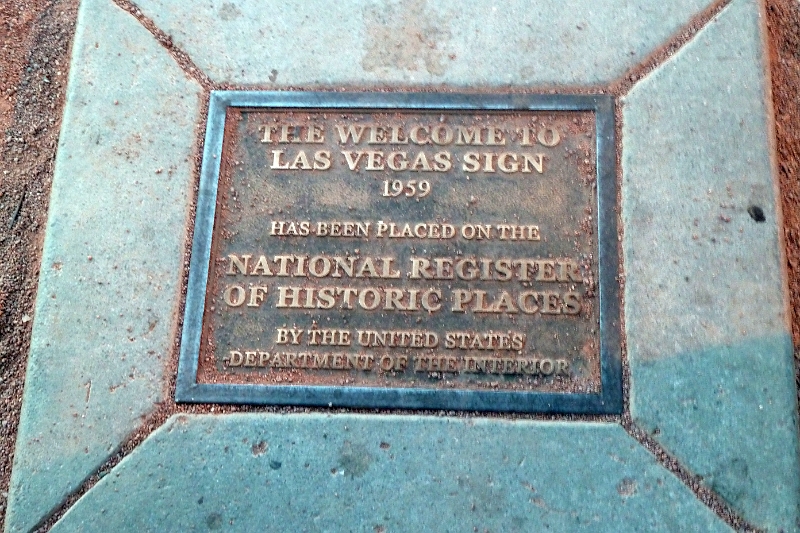 THE WELCOME TO
LAS VEGAS SIGN
1959
HAS BEEN PLACED ON THE
NATIONAL REGISTER
OF HISTORIC PLACES
BY THE UNITED STATES
DEPARTMENT OF THE INTERIOR